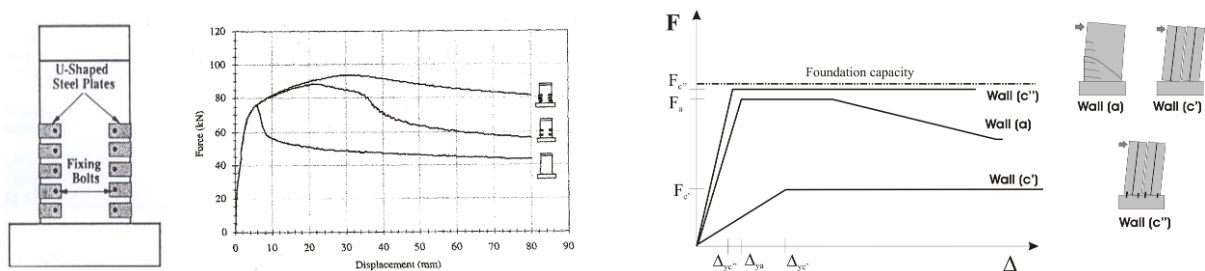 U-Shaped
Steel Plates
Fixing
Bolts
Force (kN)
120
100
80
60
40
20
0
0 10 20 30 40 50 60 70 80 90
Displacement (mm)
F
Fc''
Fa
Fc'
Foundation capacity
Wall (c'')
Wall (a)
Wall (c')
Δyc'' Δya Δyc'
Δ
Wall (a) Wall (c')
Wall (c'')